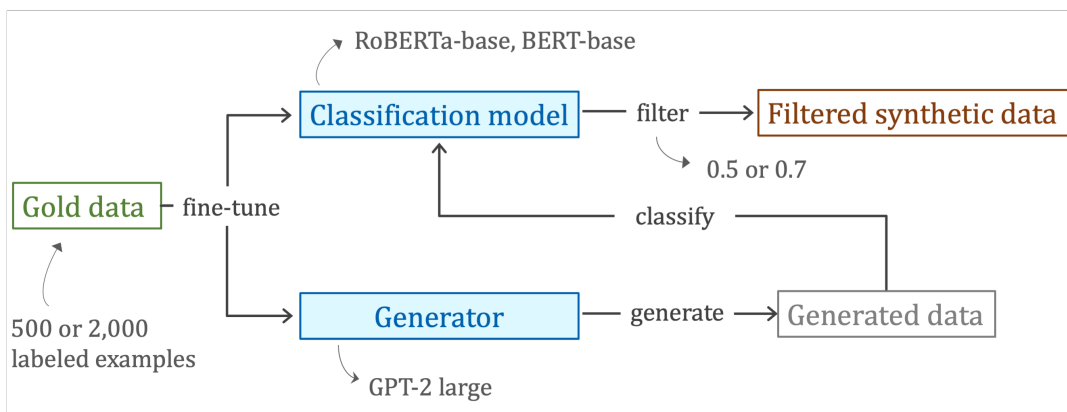 RoBERTa-base, BERT-base
Classification model
filter
Filtered synthetic data
0.5 or 0.7
Gold data
fine-tune
classify
500 or 2,000
labeled examples
Generator
generate
Generated data
GPT-2 large